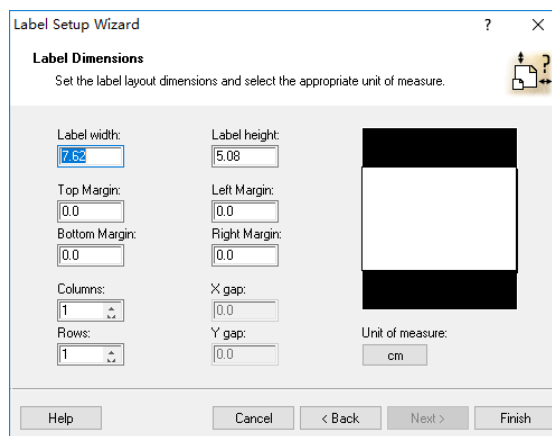 Label Setup Wizard
?
Label Dimensions
Set the label layout dimensions and select the appropriate unit of measure.
Label width: Label height:
7.62 5.08
Top Margin: Left Margin:
0.0 0.0
Bottom Margin: Right Margin:
0.0 0.0
Columns: X gap:
1 0.0
Rows: Y gap: Unit of measure:
1 0.0 cm
Help Cancel < Back Next > Finish